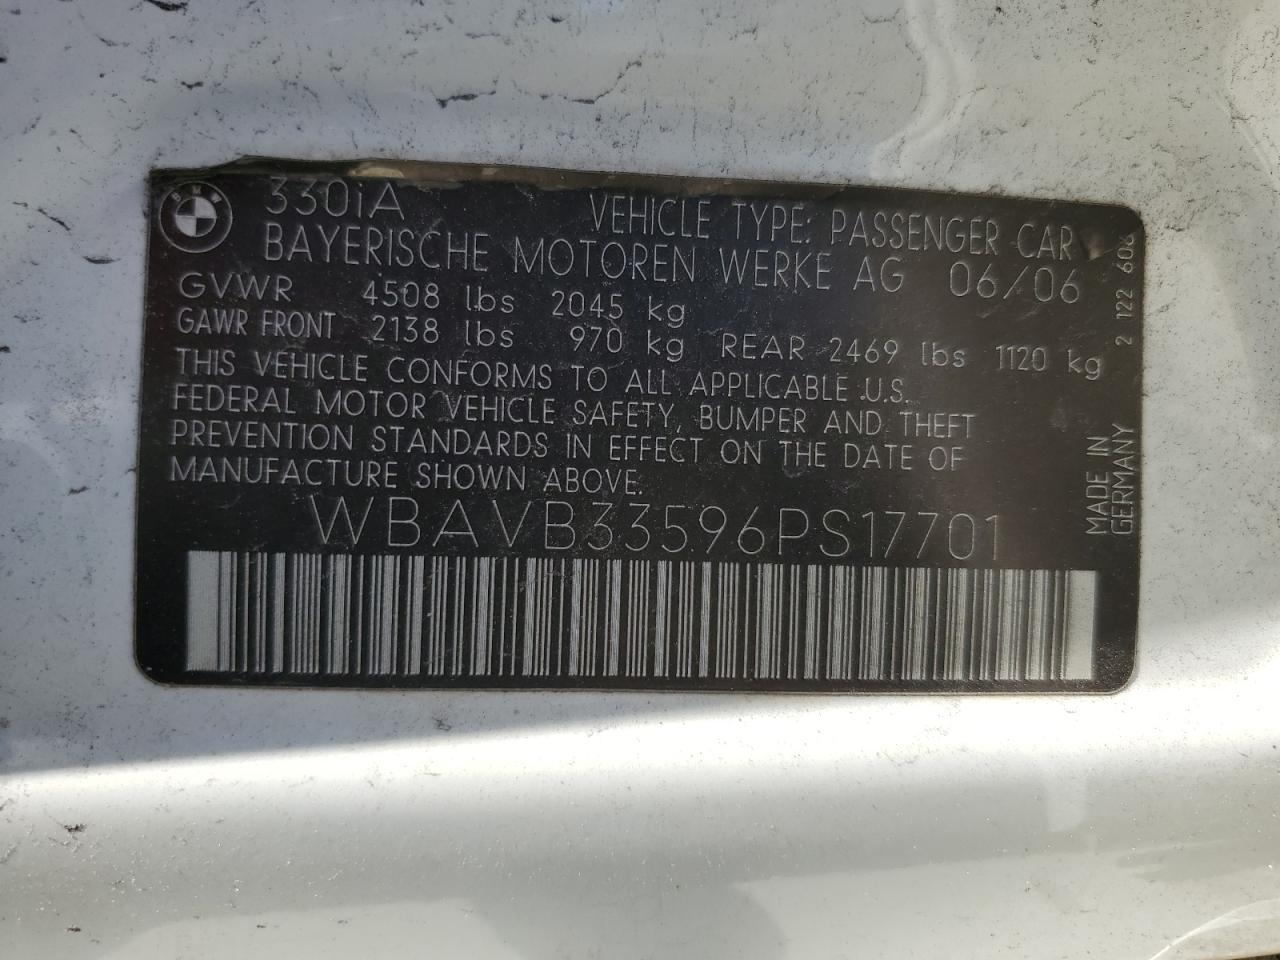 BMW
330iA VEHICLE TYPE: PASSENGER CAR
BAYERISCHE MOTOREN WERKE AG 06/06
GVWR 4508 lbs 2045 kg
GAWR FRONT 2138 lbs 970 kg REAR 2469 lbs 1120 kg
THIS VEHICLE CONFORMS TO ALL APPLICABLE U.S.
FEDERAL MOTOR VEHICLE SAFETY, BUMPER AND THEFT
PREVENTION STANDARDS IN EFFECT ON THE DATE OF
MANUFACTURE SHOWN ABOVE.
WBAVB33596PS17701
MADE IN
GERMANY
2 122 606